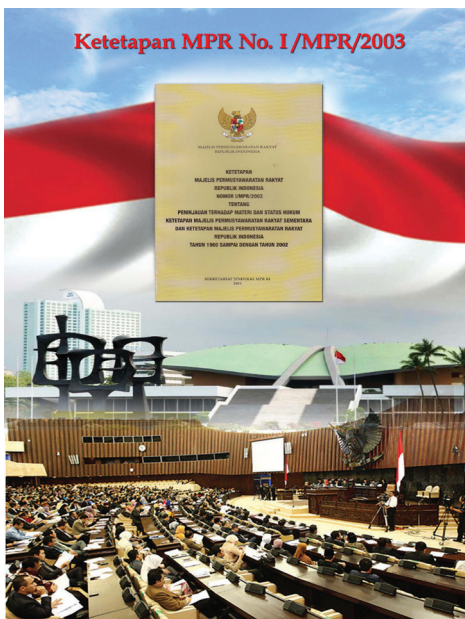 Ketetapan MPR No. I/MPR/2003
MAJELIS PERMUSYAWARATAN RAKYAT
REPUBLIK INDONESIA
KETETAPAN
MAJELIS PERMUSYAWARATAN RAKYAT
REPUBLIK INDONESIA
NOMOR I/MPR/2003
TENTANG
PENINJAUAN TERHADAP MATERI DAN STATUS HUKUM
KETETAPAN MAJELIS PERMUSYAWARATAN RAKYAT SEMENTARA
DAN KETETAPAN MAJELIS PERMUSYAWARATAN RAKYAT
REPUBLIK INDONESIA
TAHUN 1960 SAMPAI DENGAN TAHUN 2002
SEKRETARIAT JENDERAL MPR RI
2003